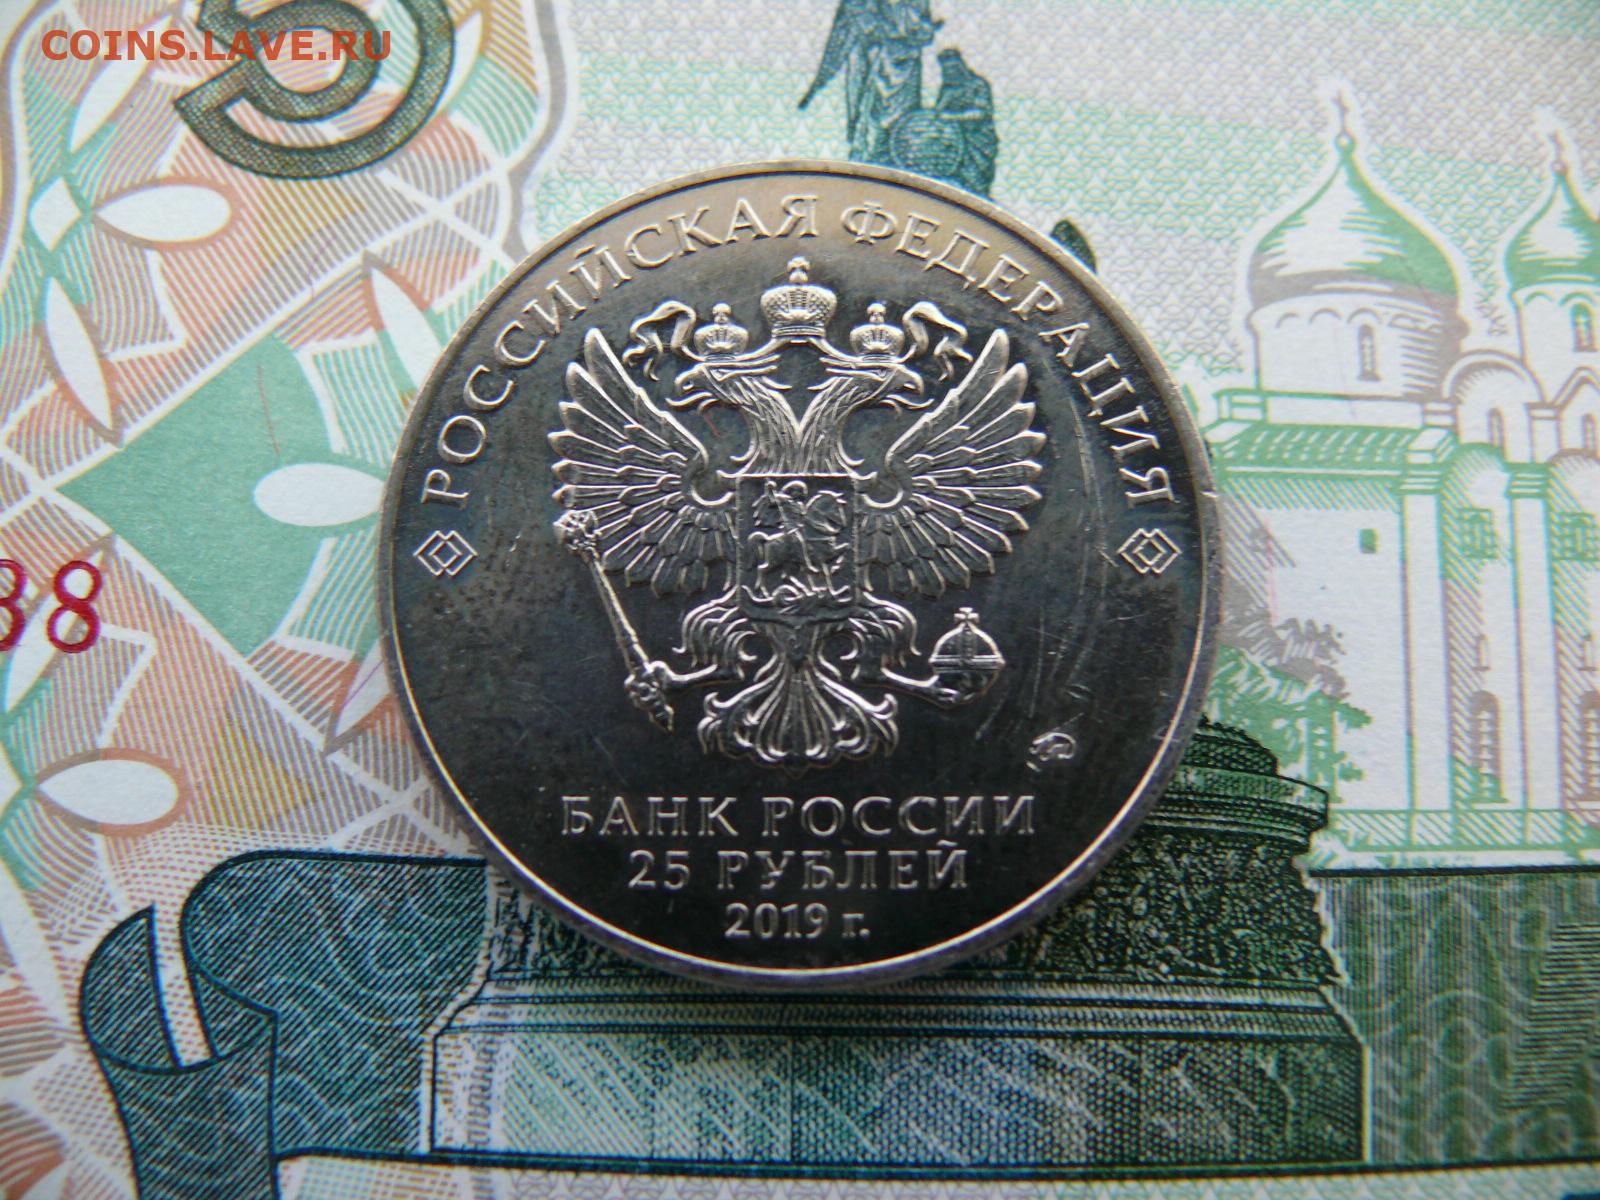 COINS.LAVE.RU
РОССИЙСКАЯ ФЕДЕРАЦИЯ
88
БАНК РОССИИ
25 РУБЛЕЙ
2019 г.